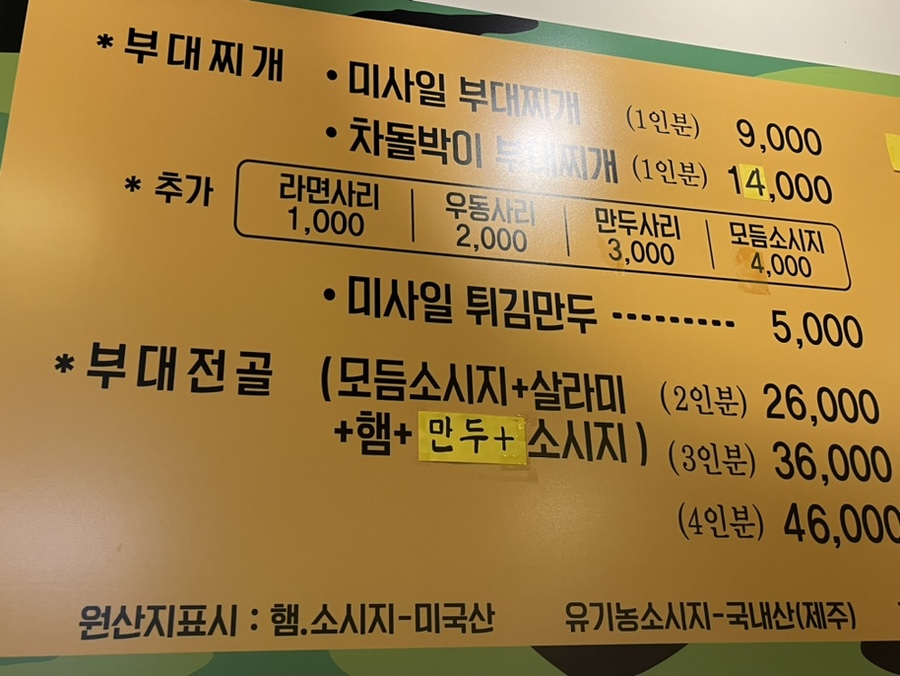 * 부대찌개 • 미사일 부대찌개 (1인분) 9,000
• 차돌박이 부대찌개 (1인분) 14,000
* 추가 라면사리 1,000 우동사리 2,000 만두사리 3,000 모듬소시지 4,000
• 미사일 튀김만두 ········· 5,000
* 부대전골 (모듬소시지+살라미 (2인분) 26,000
+햄+만두+소시지) (3인분) 36,000
(4인분) 46,000
원산지표시 : 햄.소시지-미국산 유기농소시지-국내산(제주)